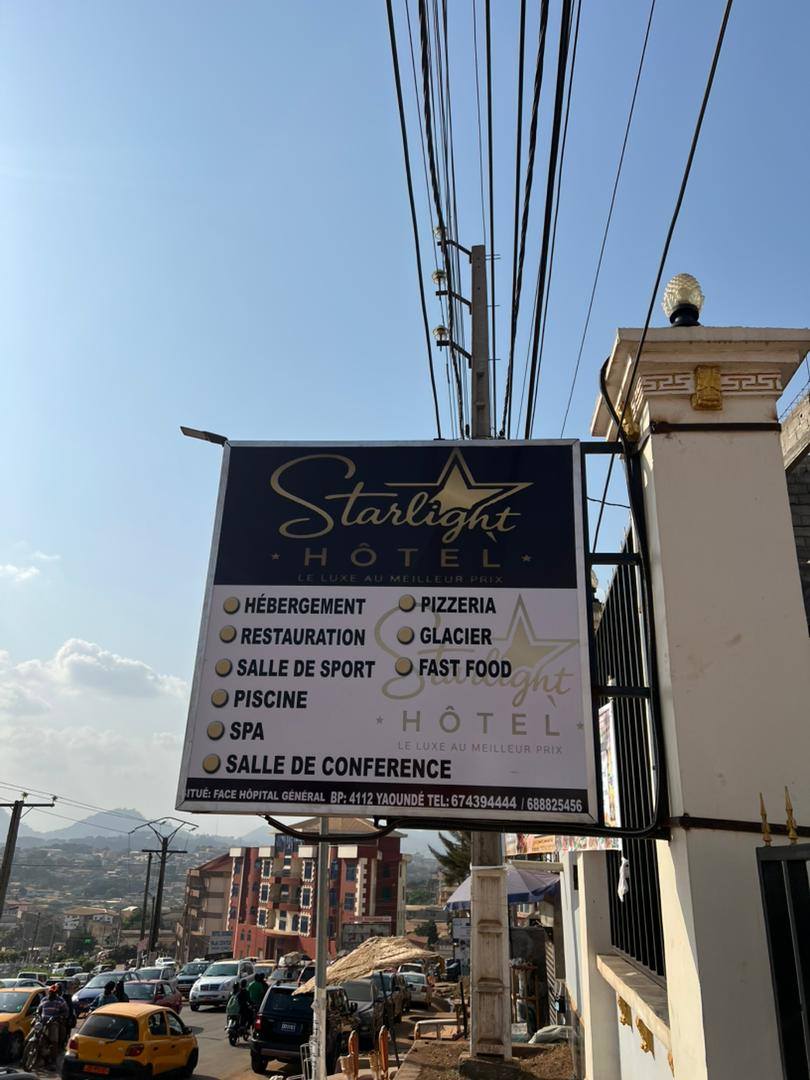 Starlight
HÔTEL
LE LUXE AU MEILLEUR PRIX
HÉBERGEMENT
RESTAURATION
SALLE DE SPORT
PISCINE
SPA
SALLE DE CONFERENCE
PIZZERIA
GLACIER
FAST FOOD
Starlight
HÔTEL
LE LUXE AU MEILLEUR PRIX
ITUÉ: FACE HÔPITAL GÉNÉRAL BP: 4112 YAOUNDÉ TEL: 674394444 / 688825456